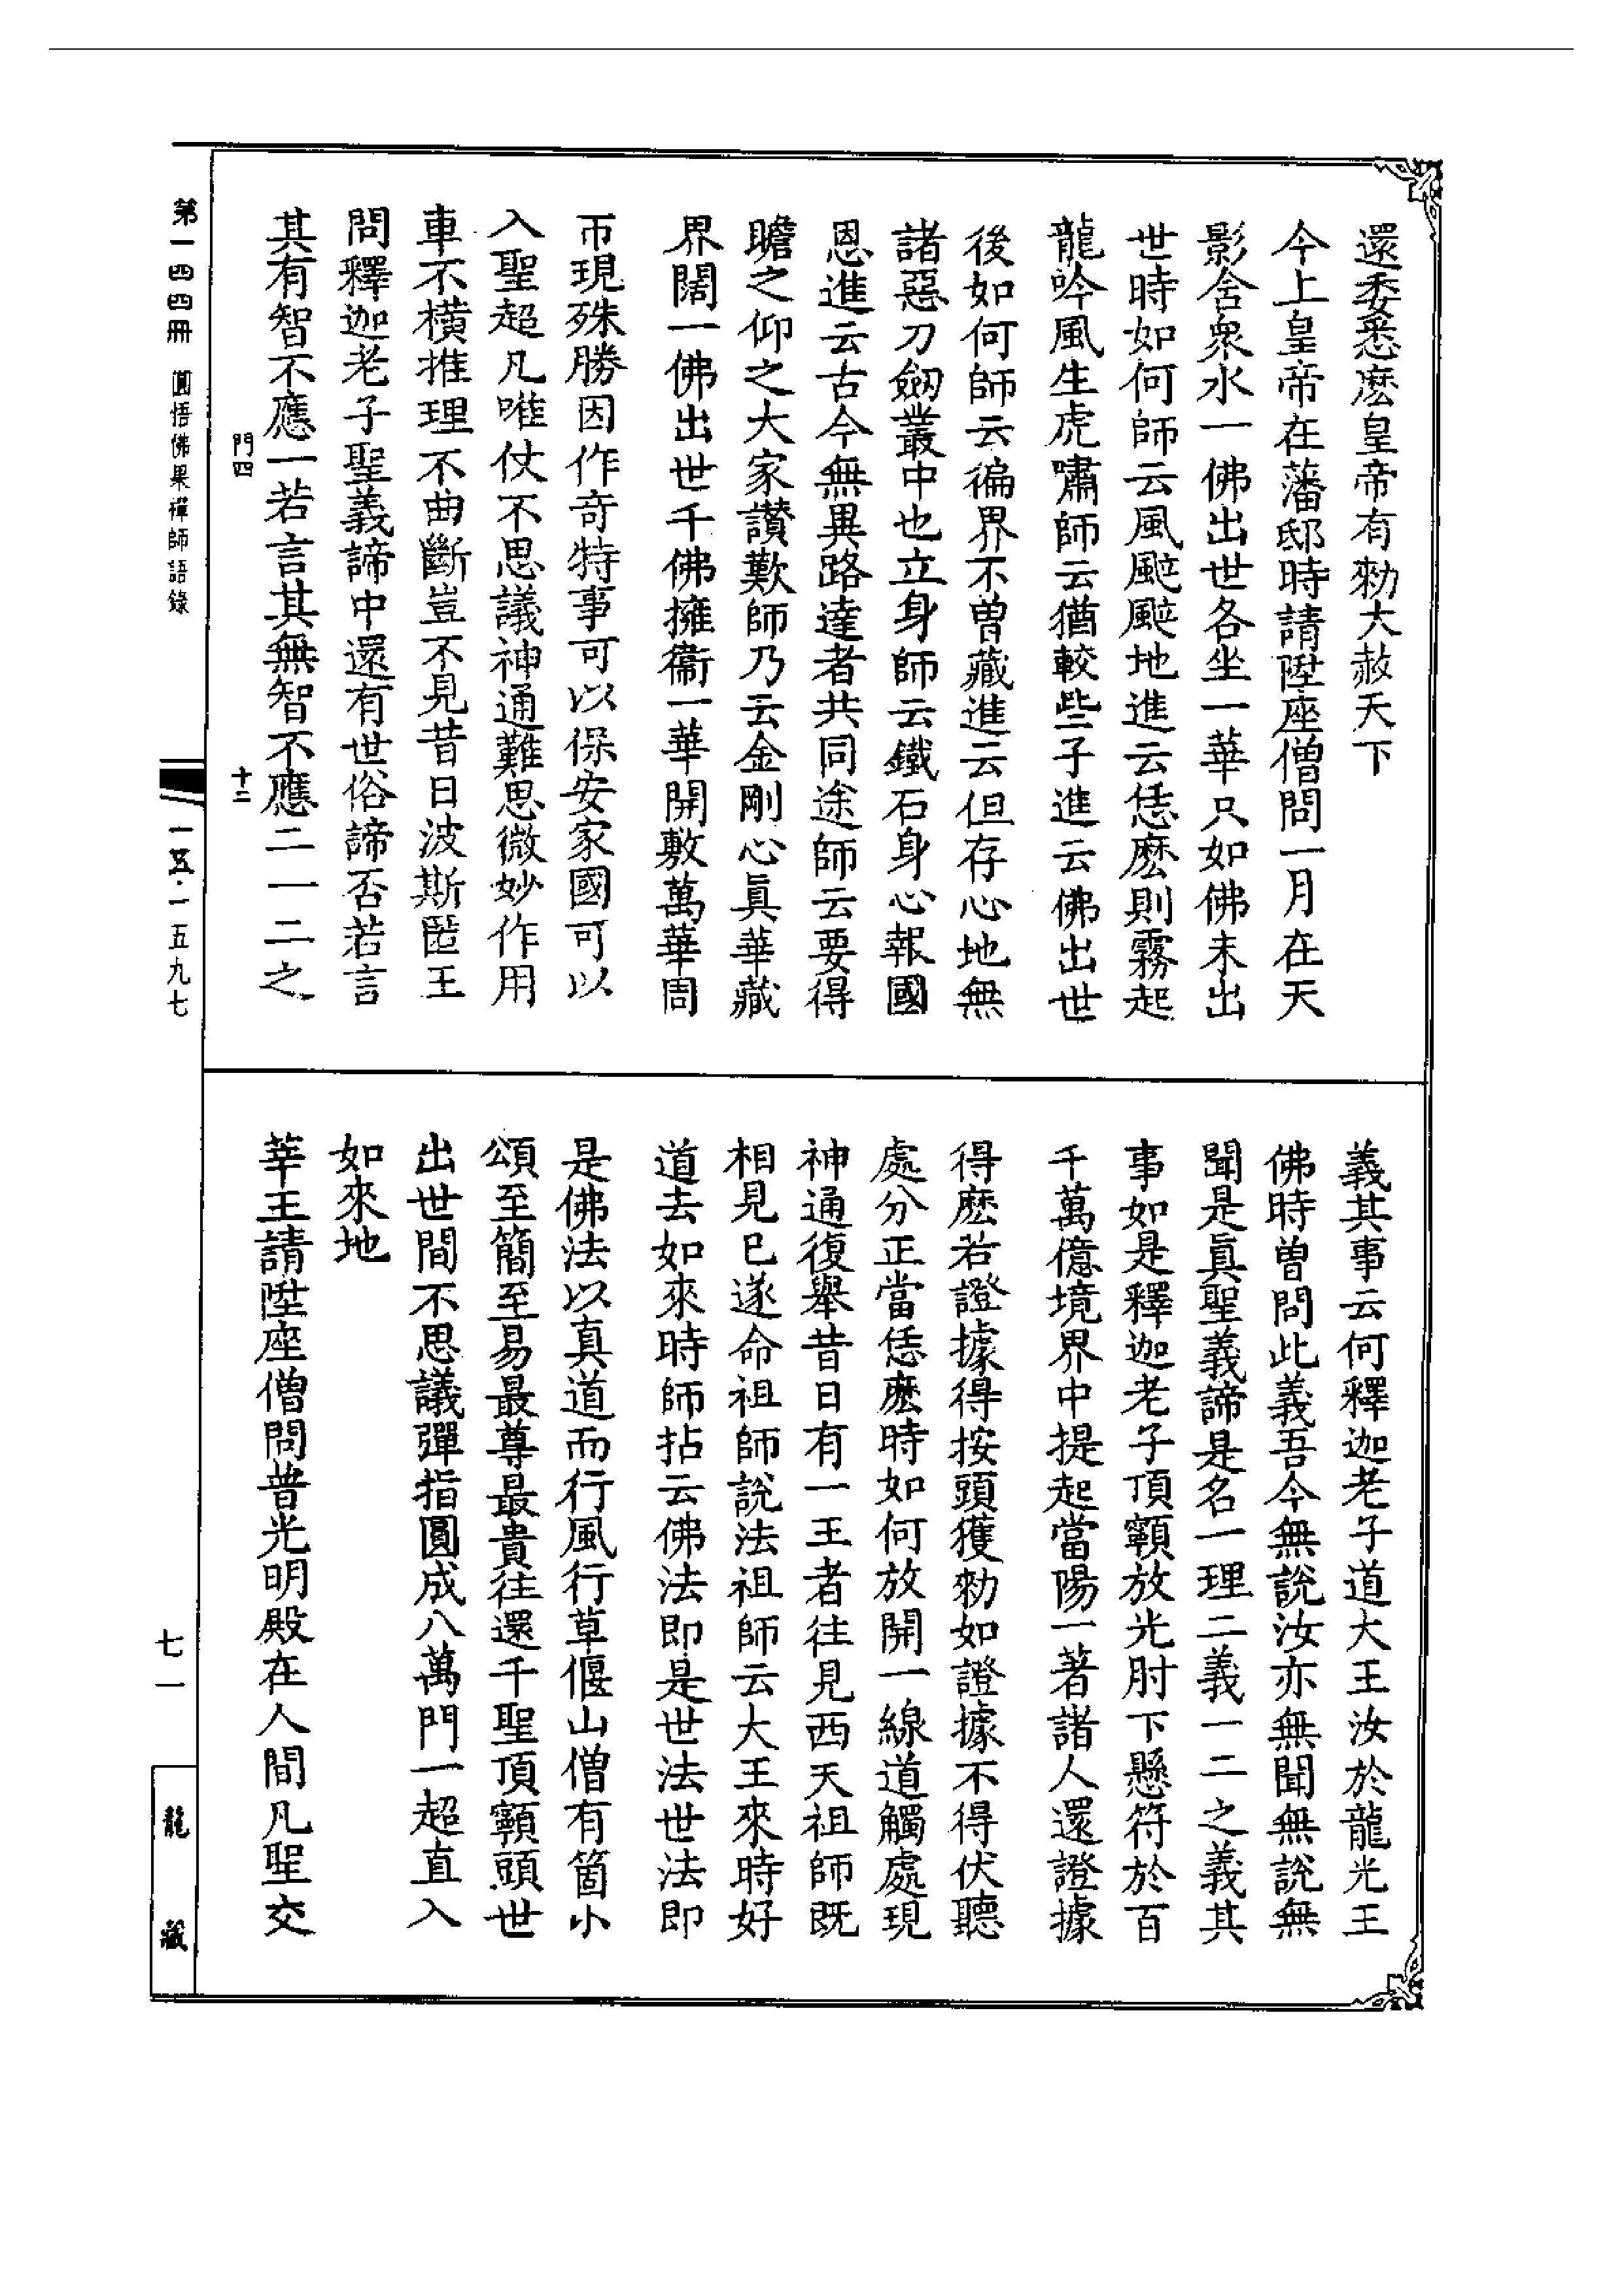 還委悉麽皇帝有勑大赦天下
今上皇帝在藩邸時請陞座僧問一月在天
影含衆水一佛出世各坐一華只如佛未出
世時如何師云風颰颰地進云恁麽則霧起
龍吟風生虎嘯師云猶較些子進云佛出世
後如何師云徧界不曾藏進云但存心地無
諸惡刀劒叢中也立身師云鐵石身心報國
恩進云古今無異路達者共同途師云要得
瞻之仰之大家讃歎師乃云金剛心真華藏
界闊一佛出世千佛擁衞一華開敷萬華周
帀現殊勝因作奇特事可以保安家國可以
入聖超凡唯仗不思議神通難思微妙作用
車不橫推理不曲斷豈不見昔日波斯匿王
問釋迦老子聖義諦中還有世俗諦否若言
其有智不應一若言其無智不應二一二之
義其事云何釋迦老子道大王汝於龍光王
佛時曾問此義吾今無說汝亦無聞無說無
聞是真聖義諦是名一理二義一二之義其
事如是釋迦老子頂𩕳放光肘下懸符於百
千萬億境界中提起當陽一著諸人還證據
得麽若證據得按頭獲勑如證據不得伏聽
處分正當恁麽時如何放開一線道觸處現
神通復舉昔日有一王者往見西天祖師既
相見已遂命祖師說法祖師云大王來時好
道去如來時師拈云佛法即是世法世法即
是佛法以真道而行風行草偃山僧有箇小
頌至簡至易最尊最貴往還千聖頂𩕳頭世
出世間不思議彈指圓成八萬門一超直入
如來地
莘王請陞座僧問普光明殿在人間凡聖交
門四
十二
第一四四冊 圓悟佛果禪師語錄
一五·一五九七
七一
龍藏